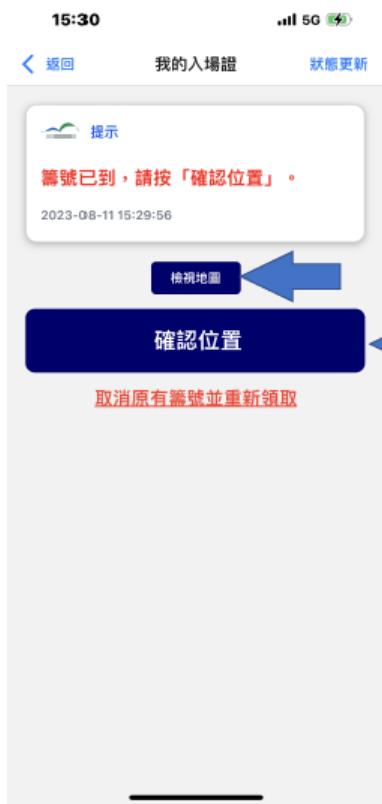 15:30 5G
返回 我的入場證 狀態更新
提示
籌號已到，請按「確認位置」。
2023-08-11 15:29:56
檢視地圖
確認位置
取消原有籌號並重新領取